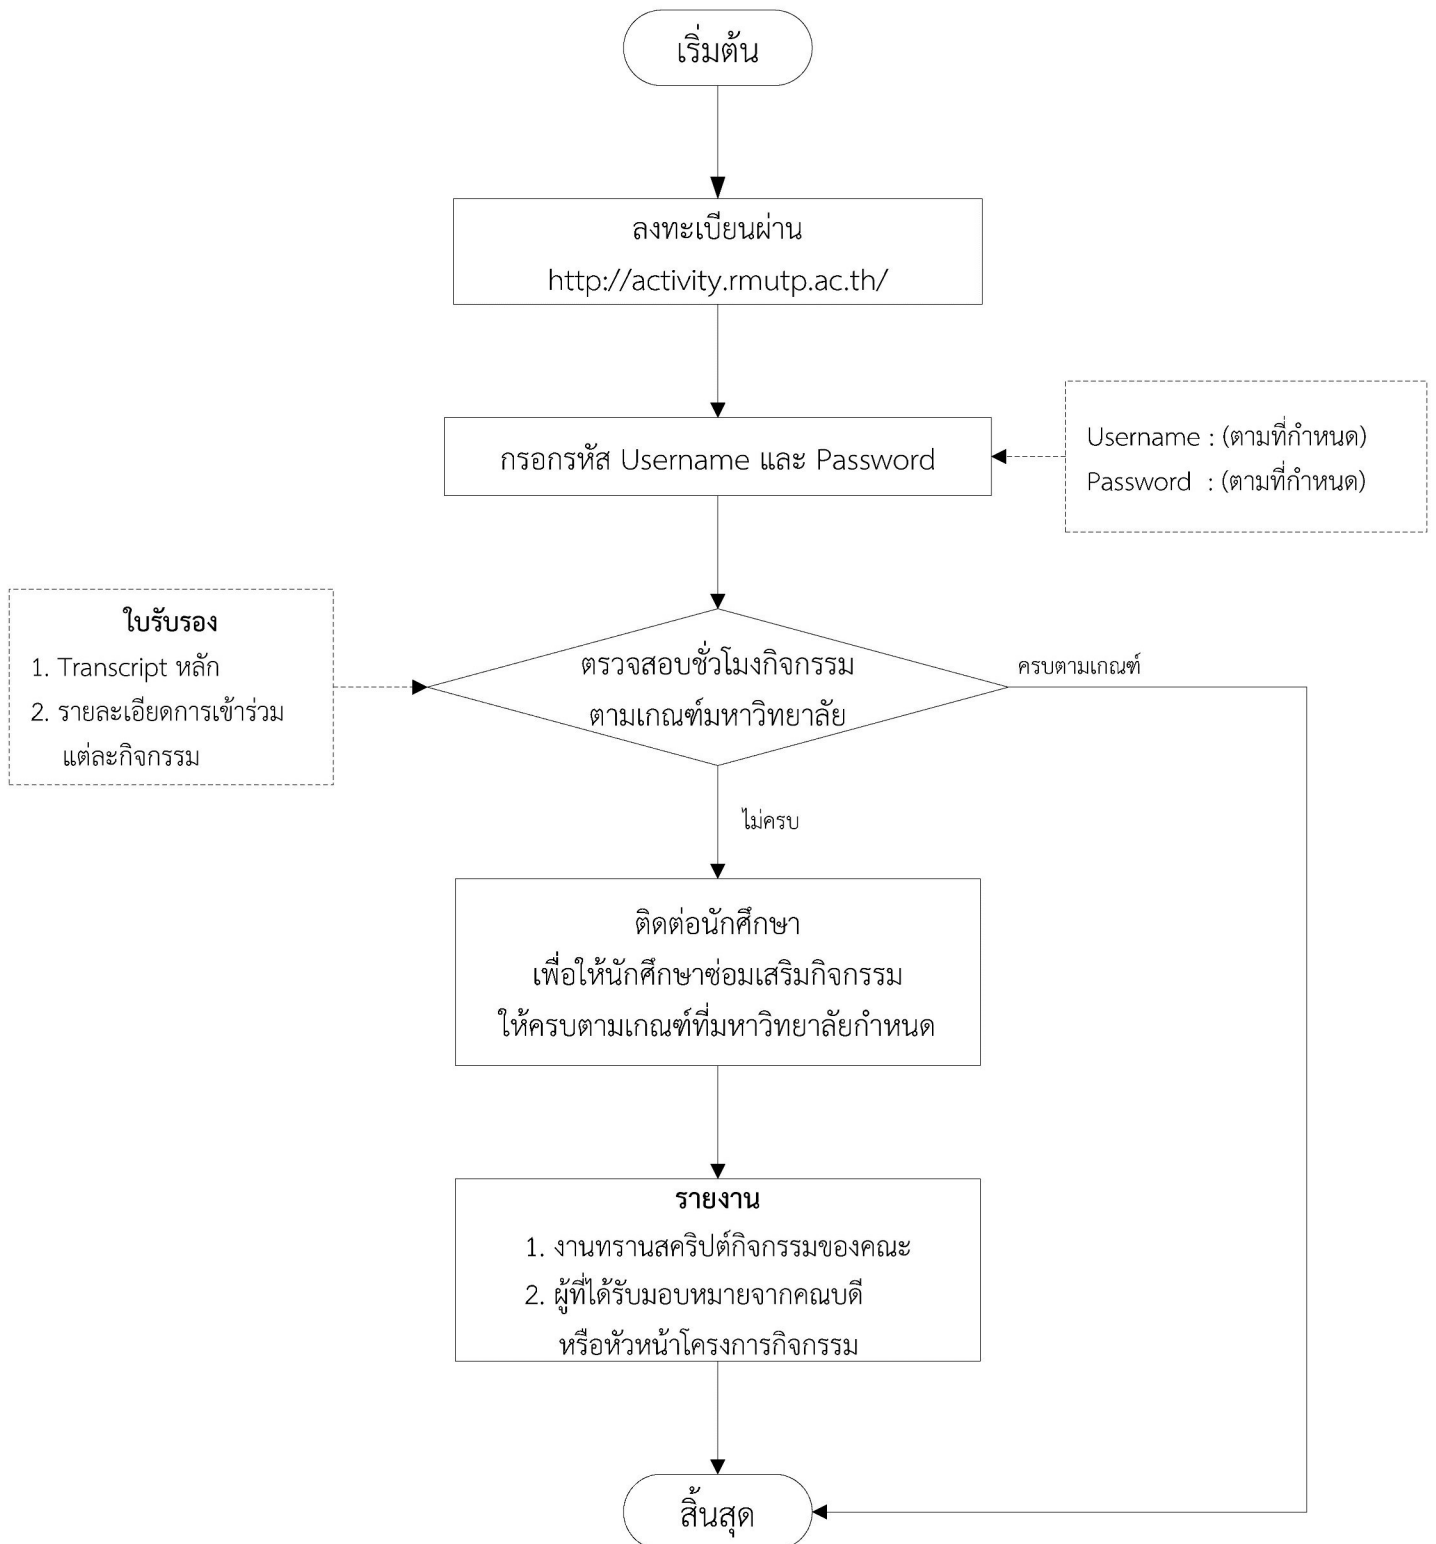 เริ่มต้น
ลงทะเบียนผ่าน
http://activity.rmutp.ac.th/
กรอกรหัส Username และ Password
Username : (ตามที่กำหนด)
Password : (ตามที่กำหนด)
ใบรับรอง
1. Transcript หลัก
2. รายละเอียดการเข้าร่วม
แต่ละกิจกรรม
ตรวจสอบชั่วโมงกิจกรรม
ตามเกณฑ์มหาวิทยาลัย
ครบตามเกณฑ์
ไม่ครบ
ติดต่อนักศึกษา
เพื่อให้นักศึกษาซ่อมเสริมกิจกรรม
ให้ครบตามเกณฑ์ที่มหาวิทยาลัยกำหนด
รายงาน
1. งานทรานสคริปต์กิจกรรมของคณะ
2. ผู้ที่ได้รับมอบหมายจากคณบดี
หรือหัวหน้าโครงการกิจกรรม
สิ้นสุด